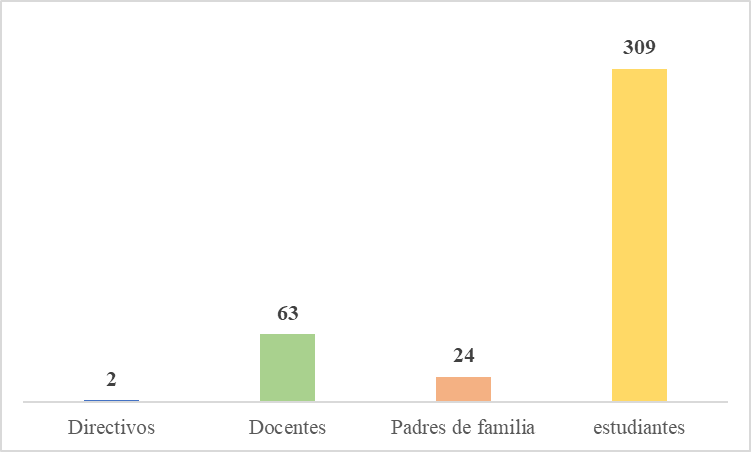 309
63
24
2
Directivos
Docentes
Padres de familia
estudiantes